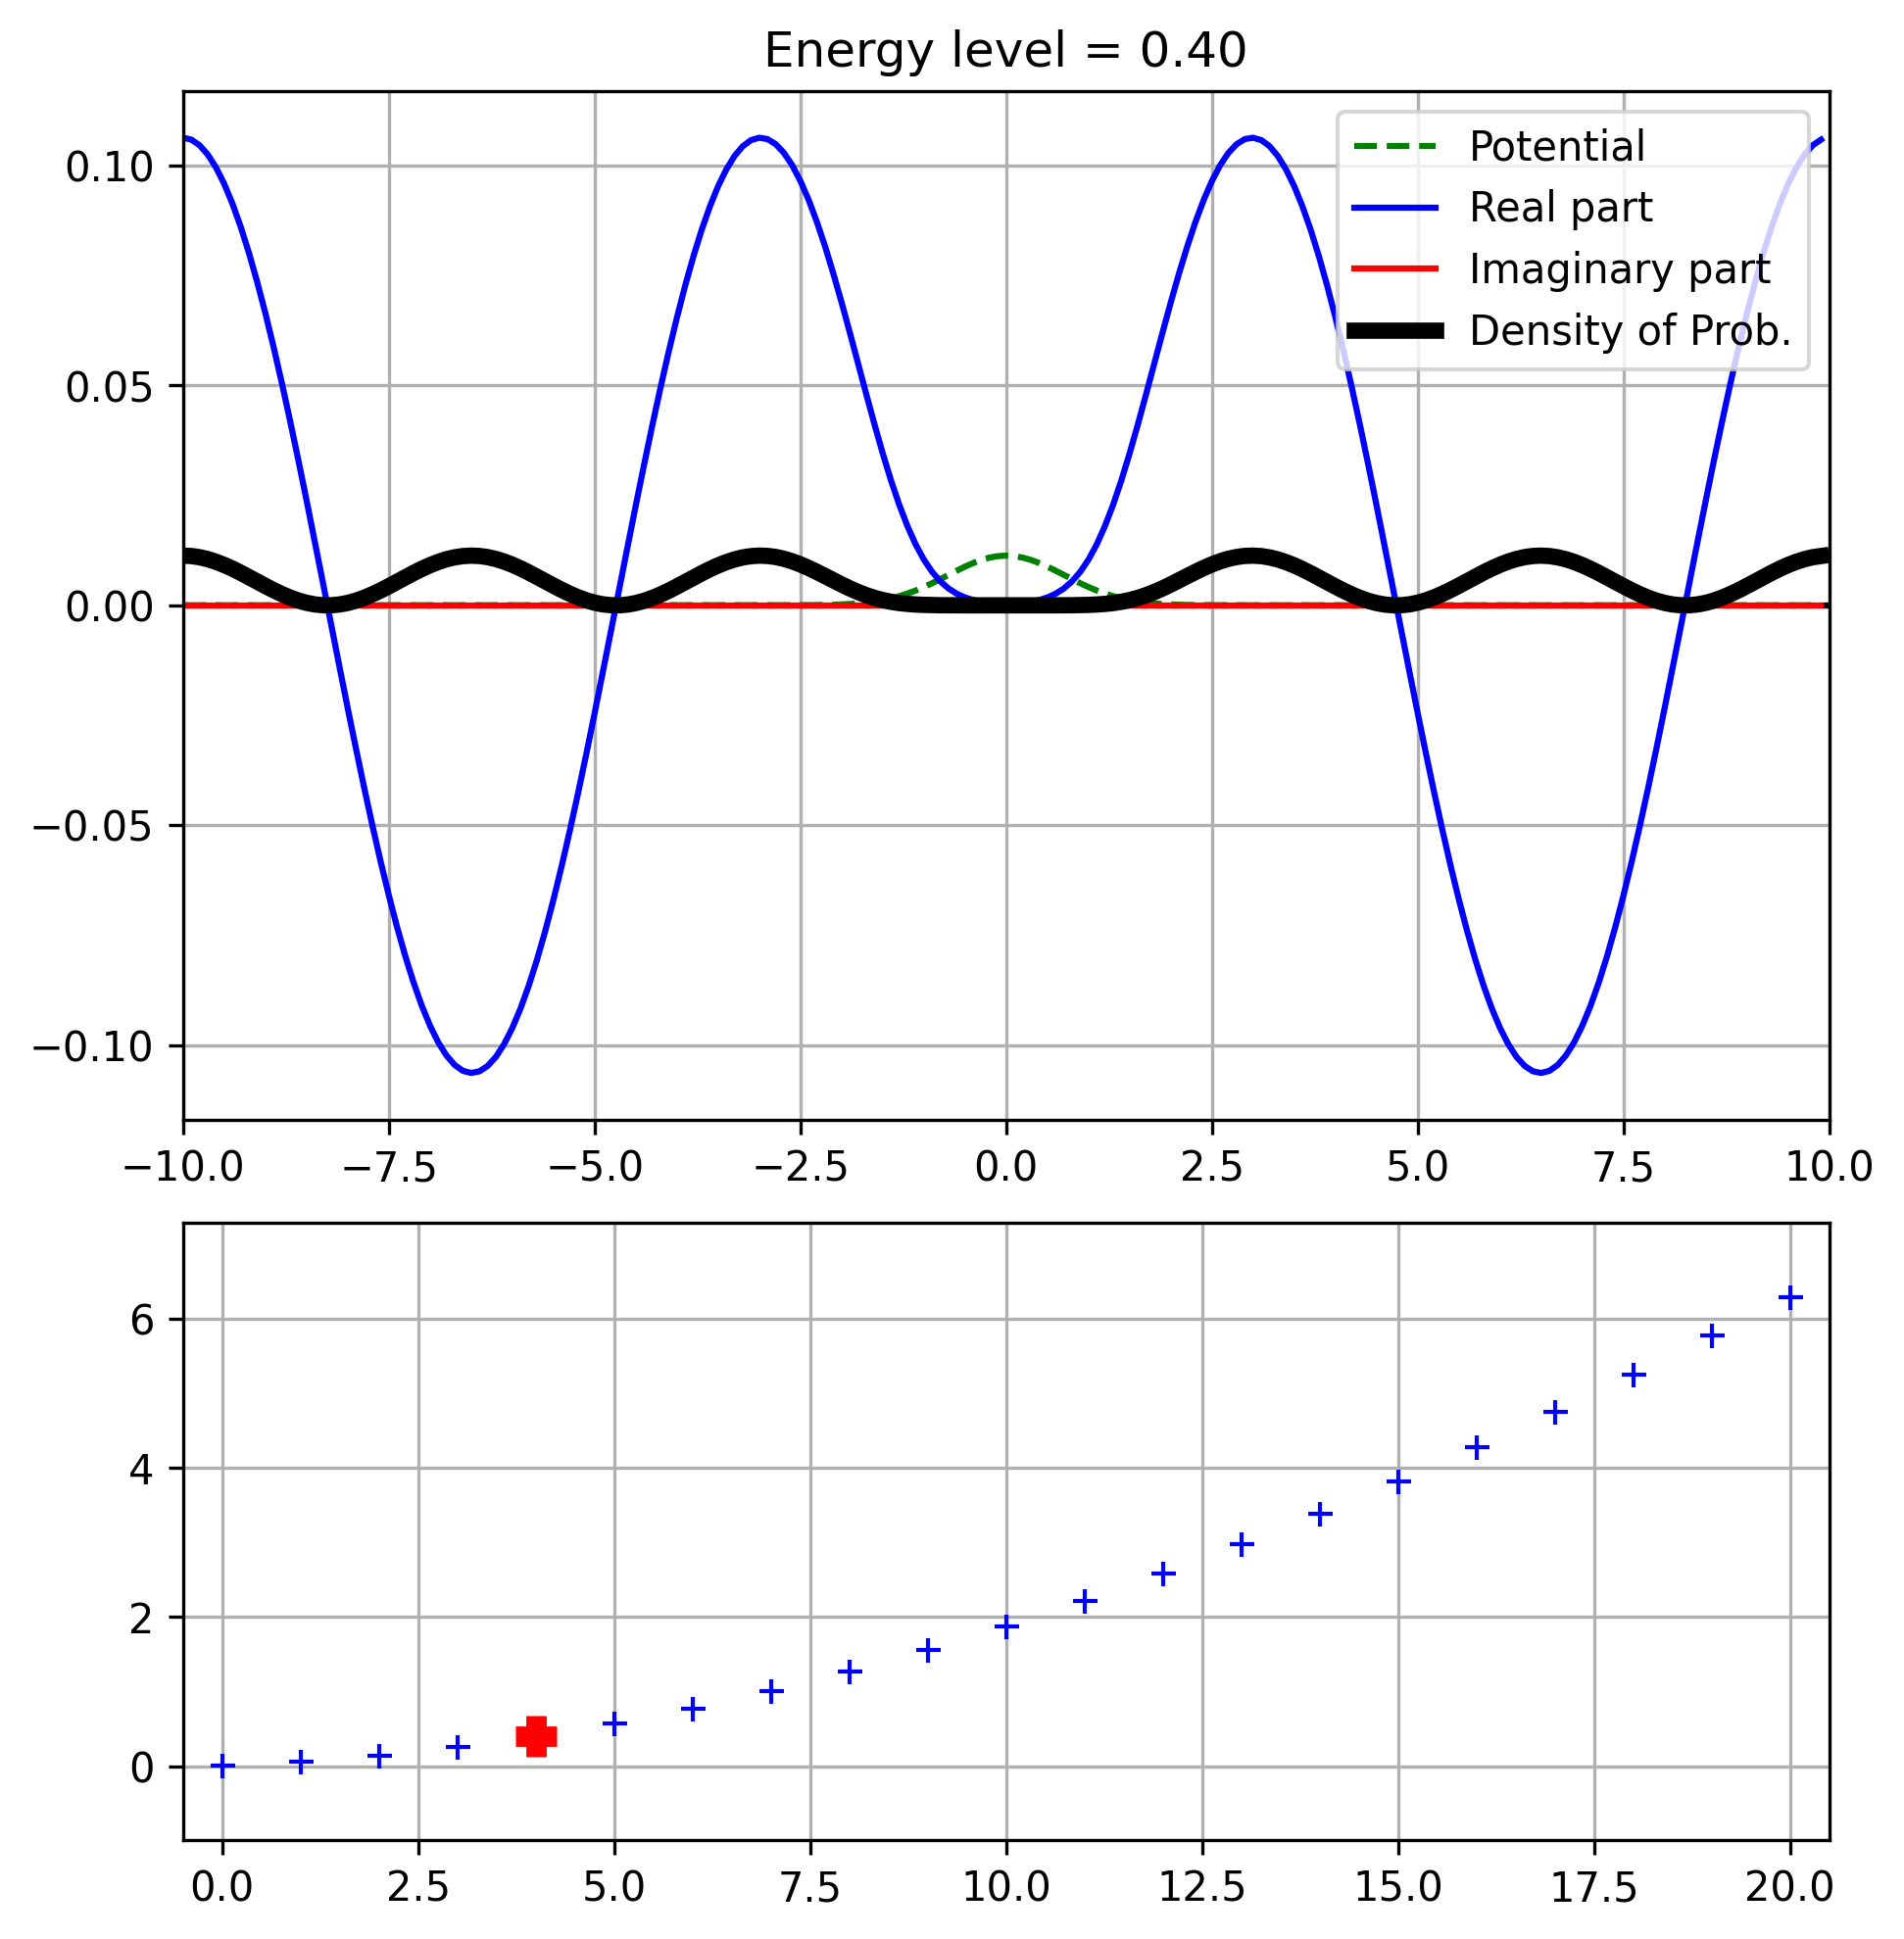 Energy level = 0.40
Potential
Real part
Imaginary part
Density of Prob.
0.10
0.05
0.00
−0.05
−0.10
−10.0 −7.5 −5.0 −2.5 0.0 2.5 5.0 7.5 10.0
6
4
2
0
0.0 2.5 5.0 7.5 10.0 12.5 15.0 17.5 20.0